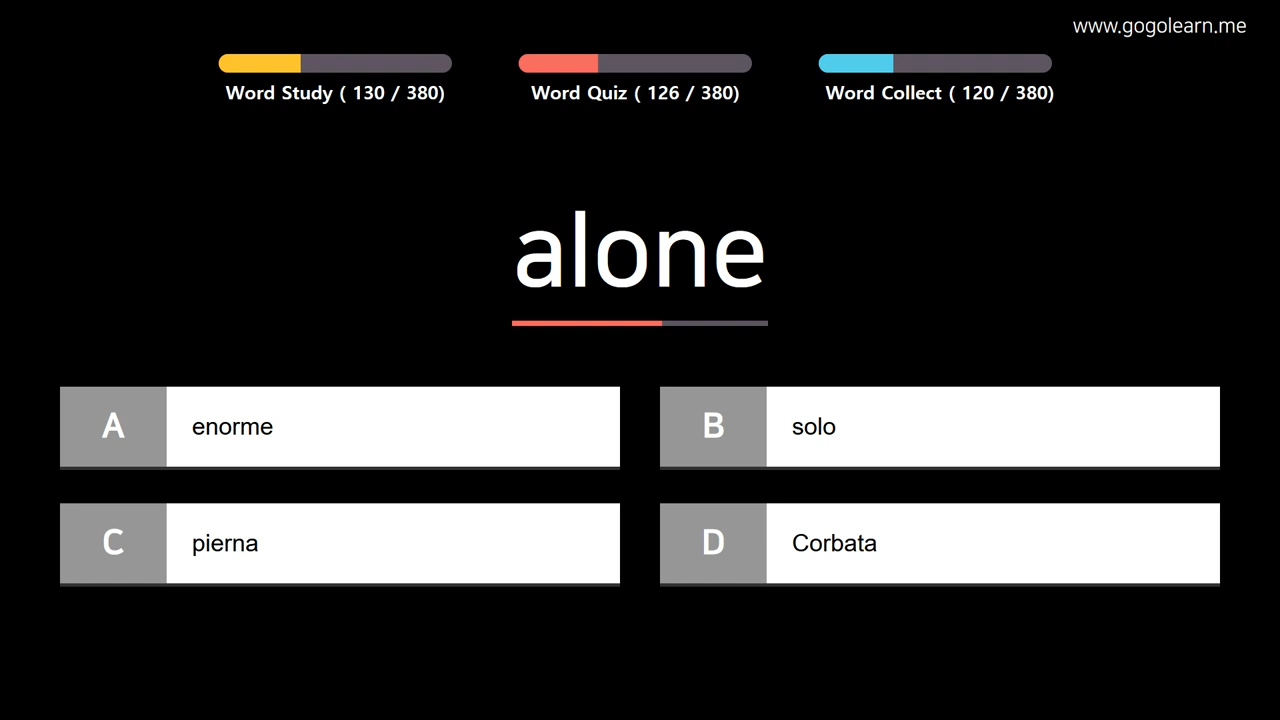 www.gogolearn.me
Word Study ( 130 / 380)
Word Quiz ( 126 / 380)
Word Collect ( 120 / 380)
alone
A enorme
B solo
C pierna
D Corbata